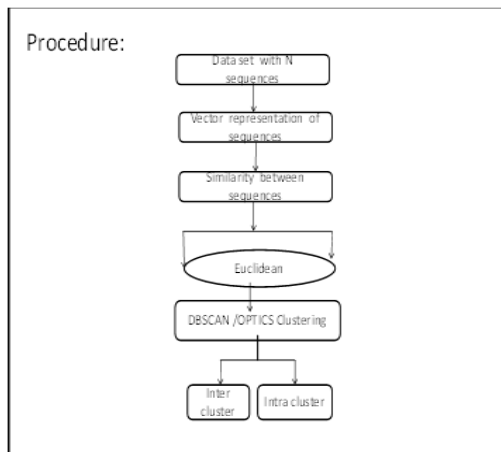 Procedure:
Data set with N
sequences
Vector representation of
sequences
Similarity between
sequences
Euclidean
DBSCAN /OPTICS Clustering
Inter
cluster
Intra cluster